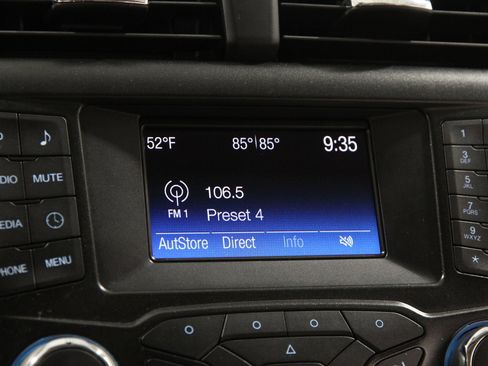 52°F 85° 85° 9:35
106.5
FM 1 Preset 4
AutStore Direct Info
MUTE
MENU
1
3 DEF
5 JKL
7 PQRS
9 WXYZ
*